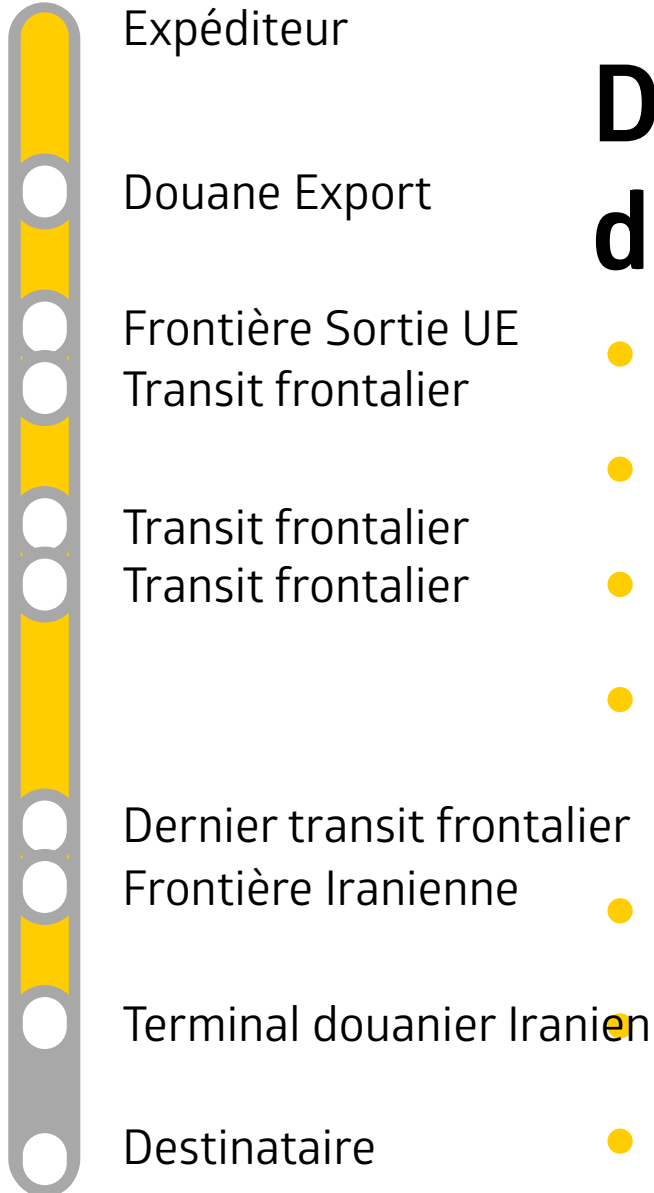 Expéditeur
D
Douane Export
d
Frontière Sortie UE
Transit frontalier
Transit frontalier
Transit frontalier
Dernier transit frontalier
Frontière Iranienne
Terminal douanier Iranien
Destinataire